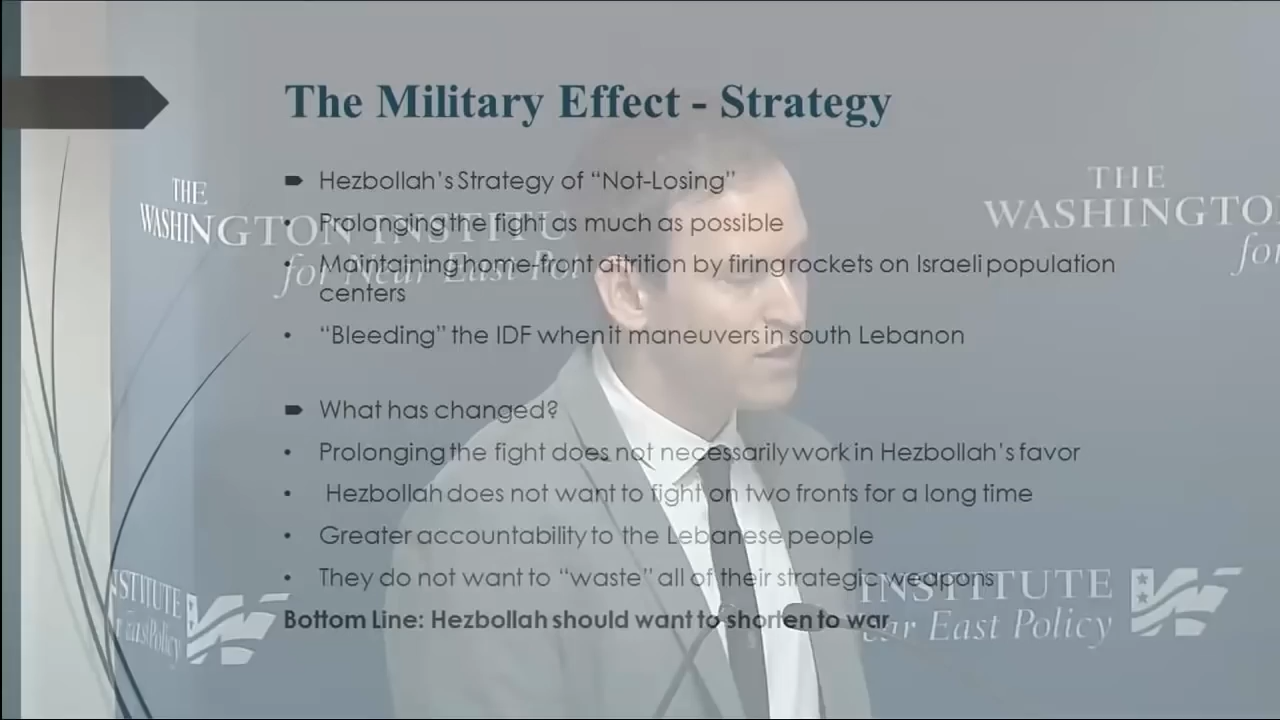 The Military Effect - Strategy
Hezbollah's Strategy of “Not-Losing”
THE
WASHINGTON INSTITU
for Near East Pol
THE
WASHINGTO
for
• Prolonging the fight as much as possible
• Maintaining home-front attrition by firing rockets on Israeli population
centers
• “Bleeding” the IDF when it maneuvers in south Lebanon
What has changed?
• Prolonging the fight does not necessarily work in Hezbollah's favor
• Hezbollah does not want to fight on two fronts for a long time
• Greater accountability to the Lebanese people
• They do not want to “waste” all of their strategic weapons
Bottom Line: Hezbollah should want to shorten to war
NSTITUTE
r East Policy
INSTITUTE
ar East Policy